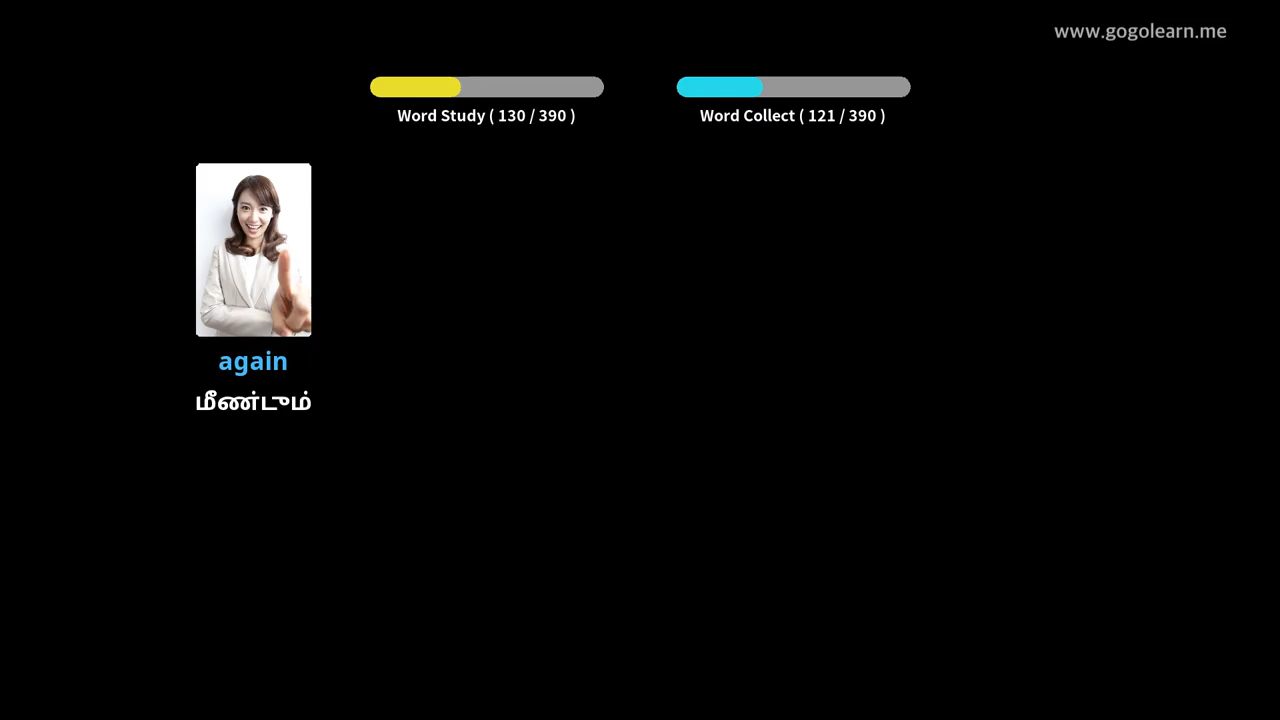 www.gogolearn.me
Word Study ( 130 / 390 )
Word Collect ( 121 / 390 )
again
மீண்டும்